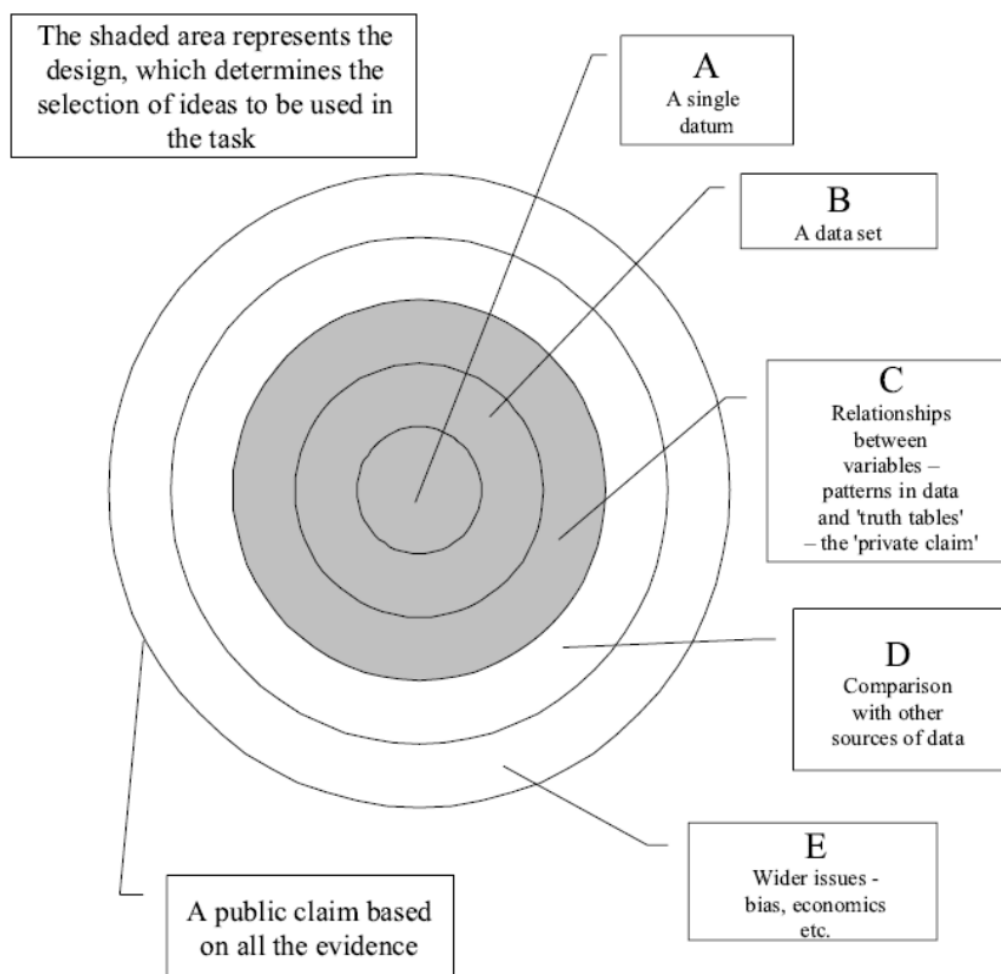 The shaded area represents the
design, which determines the
selection of ideas to be used in
the task
A
A single
datum
B
A data set
C
Relationships
between
variables –
patterns in data
and 'truth tables'
– the 'private claim'
D
Comparison
with other
sources of data
E
Wider issues -
bias, economics
etc.
A public claim based
on all the evidence